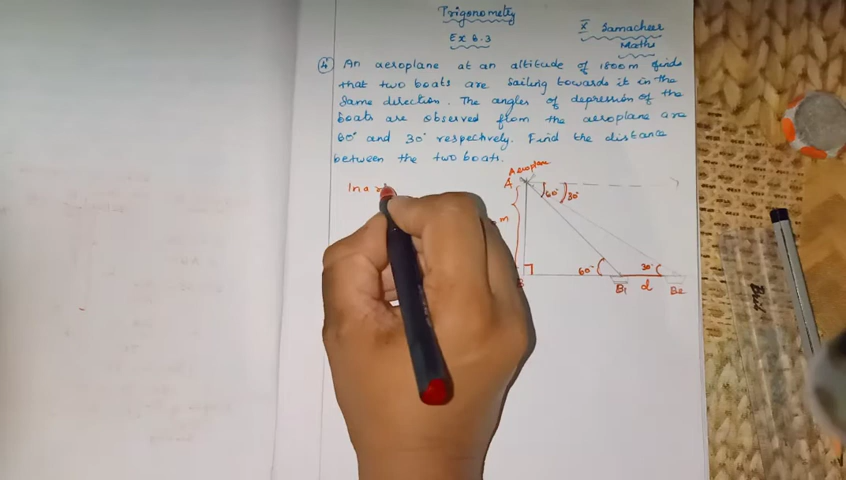 Trigonometry
Ex 6.3
X Samacheer
Maths
4 An aeroplane at an altitude of 1800m finds
that two boats are sailing towards it in the
same direction. The angles of depression of the
boats are observed from the aeroplane are
60° and 30° respectively. Find the distance
between the two boats.
In a
Aeroplane
A
60° 30°
m
60° 30°
B B1 d B2